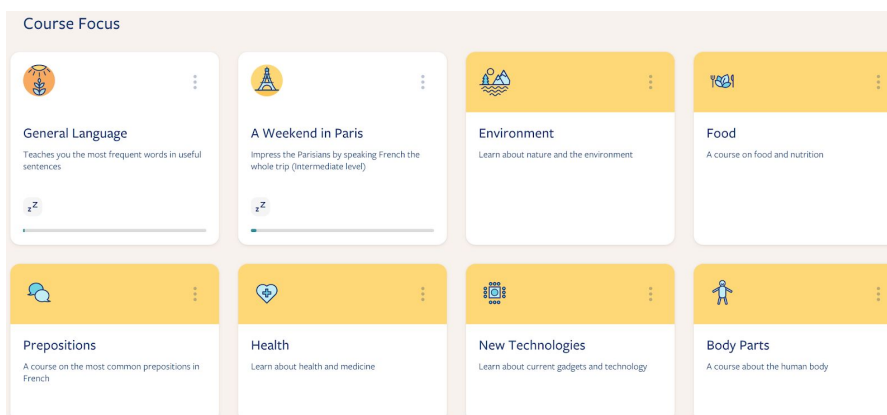 Course Focus
General Language
Teaches you the most frequent words in useful
sentences
zZ
A Weekend in Paris
Impress the Parisians by speaking French the
whole trip (Intermediate level)
zZ
Environment
Learn about nature and the environment
Food
A course on food and nutrition
Prepositions
A course on the most common prepositions in
French
Health
Learn about health and medicine
New Technologies
Learn about current gadgets and technology
Body Parts
A course about the human body